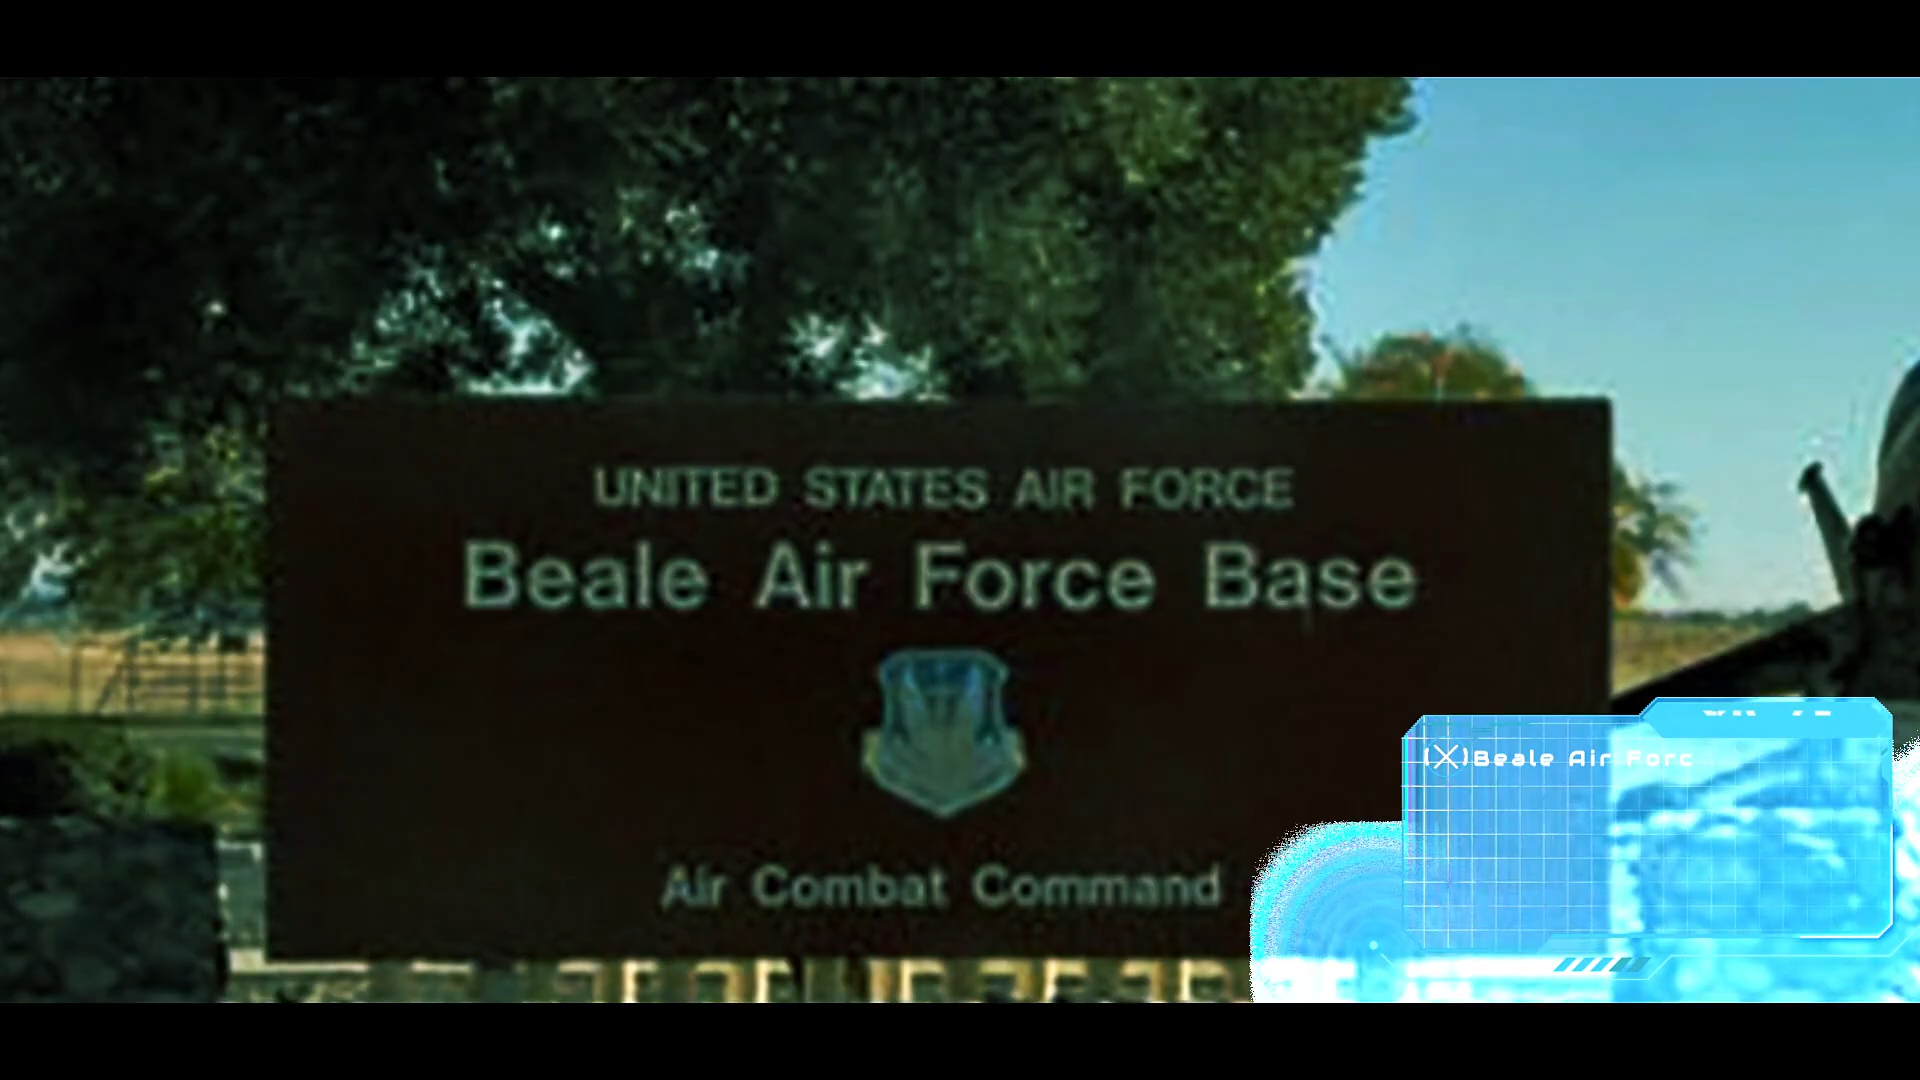 UNITED STATES AIR FORCE
Beale Air Force Base
Air Combat Command
(X)Beale Air Forc